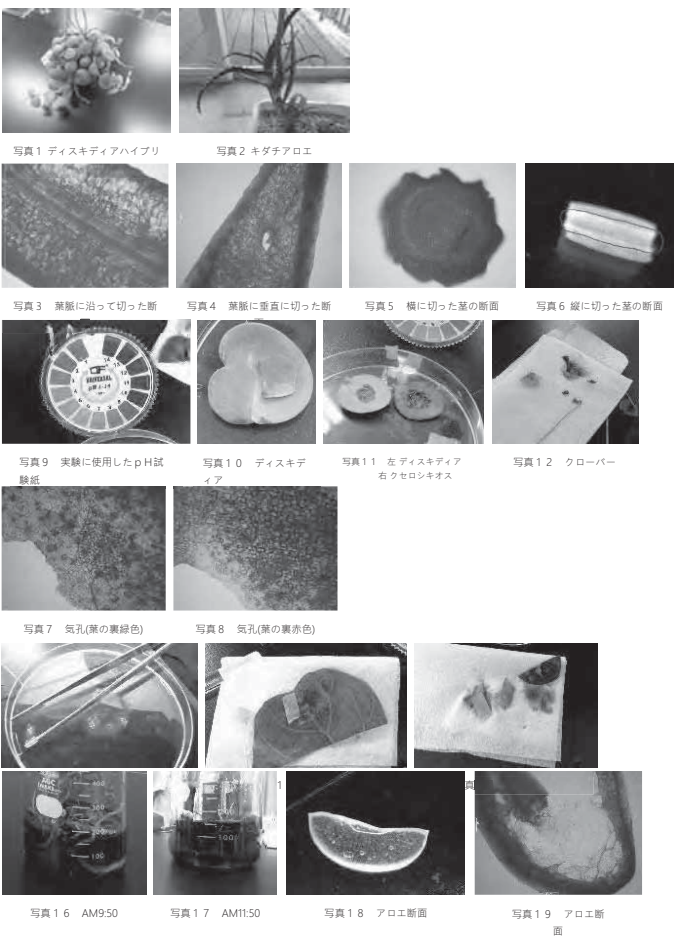 写真1 ディスキディアハイブリ
写真2 キダチアロエ
写真3 葉脈に沿って切った断
写真4 葉脈に垂直に切った断
写真5 横に切った茎の断面
写真6 縦に切った茎の断面
UNIVERSAL
pH 1-14
写真9 実験に使用したｐH試
験紙
写真１０ ディスキデ
ィア
写真１１ 左 ディスキディア
右 クセロシキオス
写真１２ クローバー
写真７ 気孔(葉の裏緑色)
写真８ 気孔(葉の裏赤色)
写真１６ AM9:50
写真１７ AM11:50
写真１８ アロエ断面
写真１９ アロエ断
面